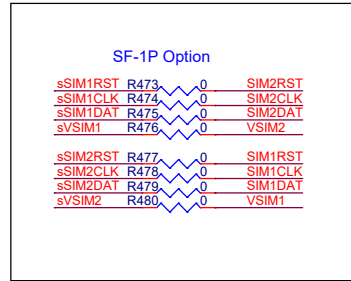 SF-1P Option
sSIM1RST R473 0 SIM2RST
sSIM1CLK R474 0 SIM2CLK
sSIM1DAT R475 0 SIM2DAT
sVSIM1 R476 0 VSIM2
sSIM2RST R477 0 SIM1RST
sSIM2CLK R478 0 SIM1CLK
sSIM2DAT R479 0 SIM1DAT
sVSIM2 R480 0 VSIM1